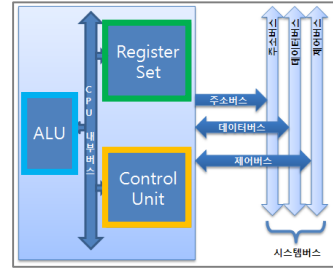 Register
Set
ALU
CPU 내부버스
Control
Unit
주소버스
데이터버스
제어버스
주소버스
데이터버스
제어버스
시스템버스